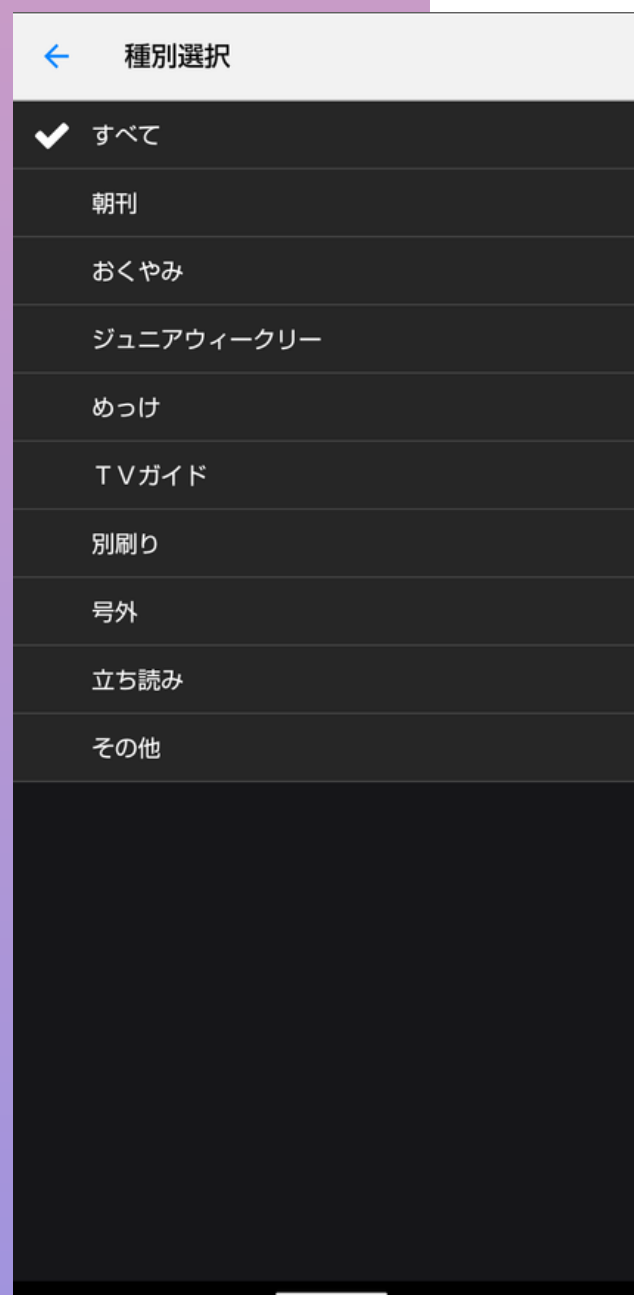 種別選択
すべて
朝刊
おくやみ
ジュニアウィークリー
めっけ
ＴＶガイド
別刷り
号外
立ち読み
その他